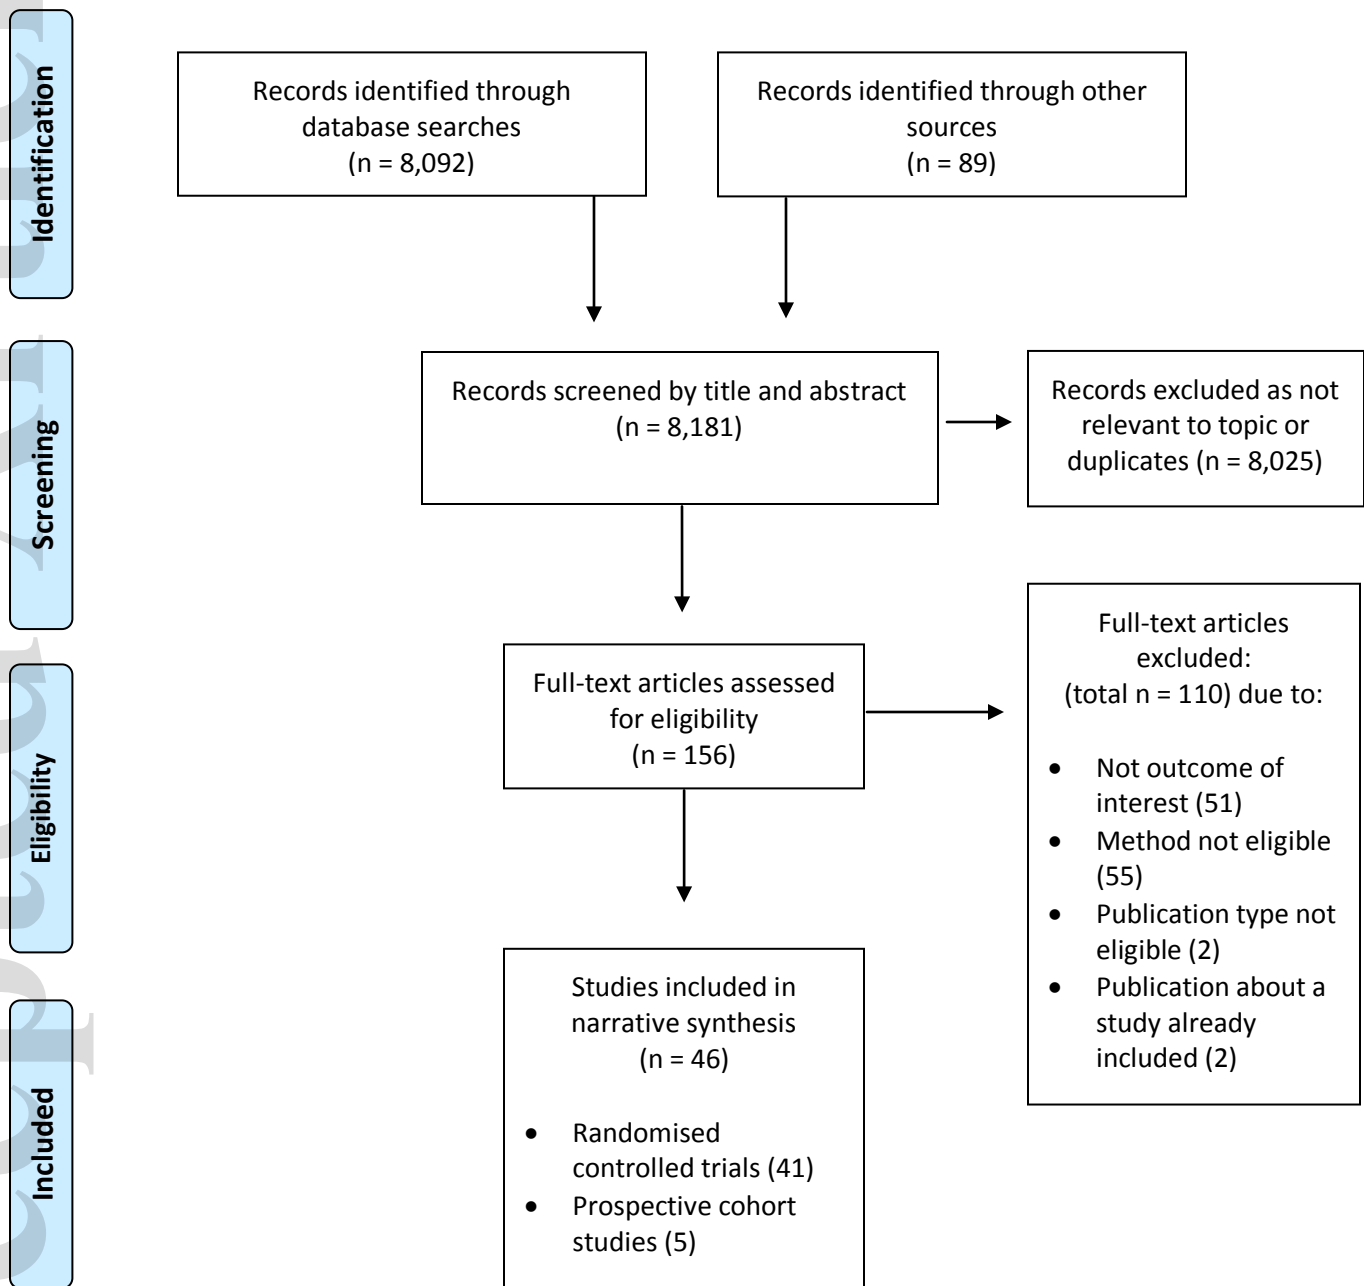 Identification
Records identified through
database searches
(n = 8,092)
Records identified through other
sources
(n = 89)
Screening
Records screened by title and abstract
(n = 8,181)
Records excluded as not
relevant to topic or
duplicates (n = 8,025)
Eligibility
Full-text articles assessed
for eligibility
(n = 156)
Full-text articles
excluded:
(total n = 110) due to:
• Not outcome of
interest (51)
• Method not eligible
(55)
• Publication type not
eligible (2)
• Publication about a
study already
included (2)
Included
Studies included in
narrative synthesis
(n = 46)
• Randomised
controlled trials (41)
• Prospective cohort
studies (5)